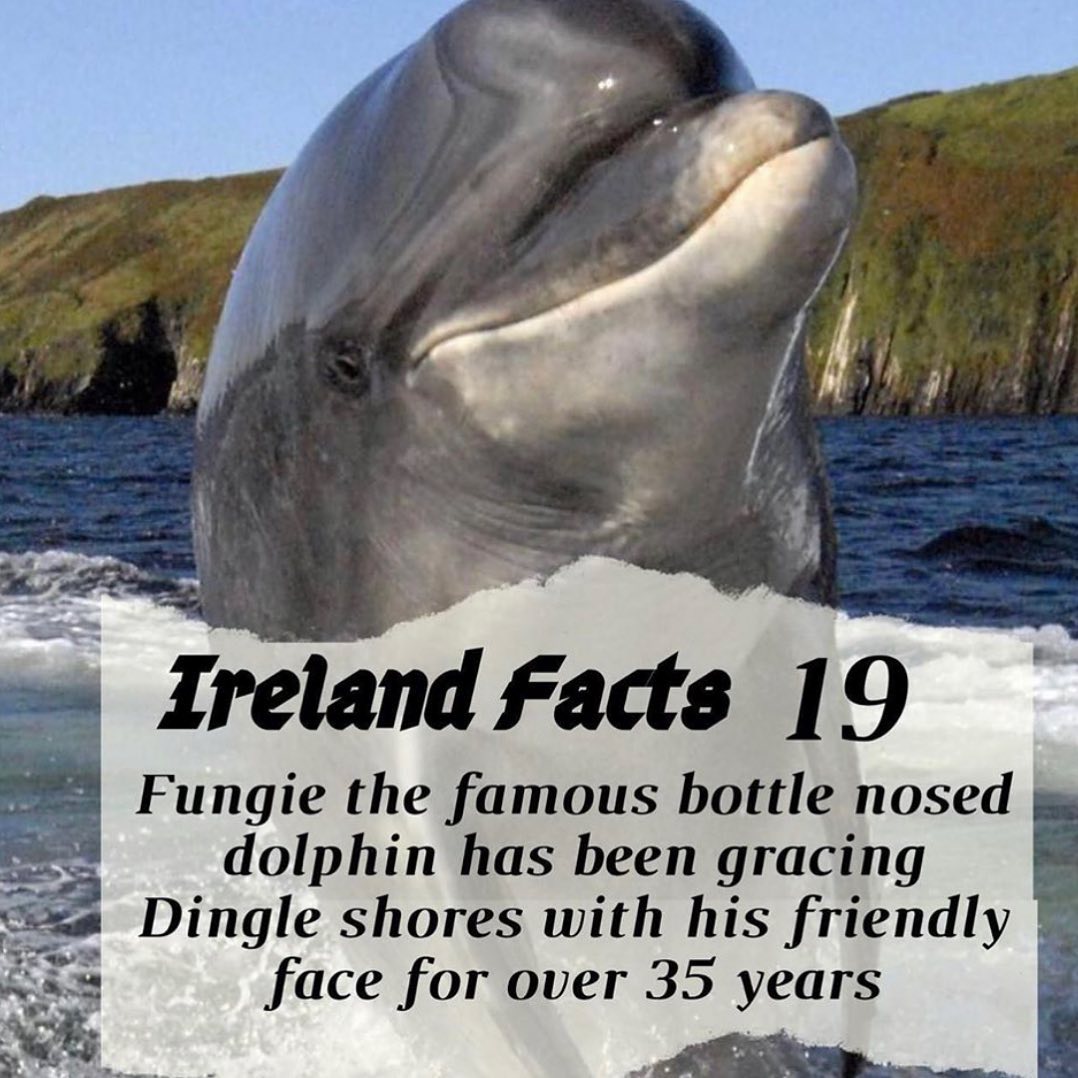 Ireland Facts 19
Fungie the famous bottle nosed
dolphin has been gracing
Dingle shores with his friendly
face for over 35 years